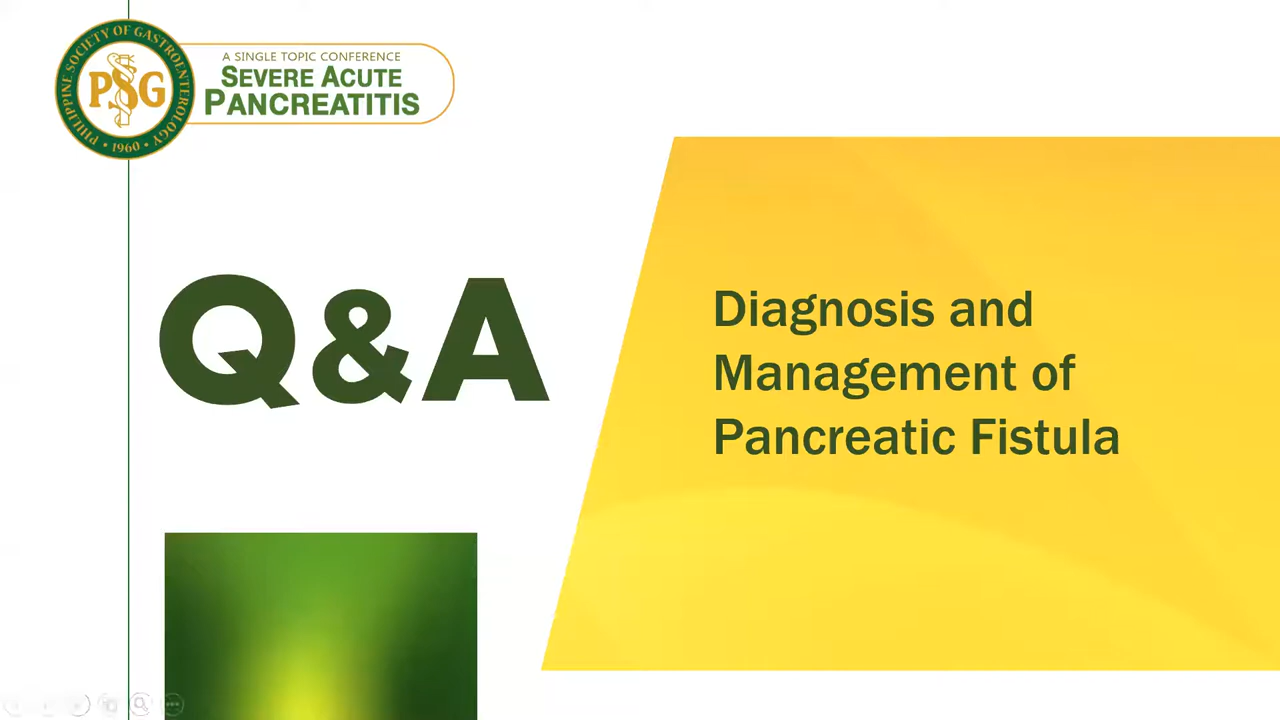 PHILIPPINE SOCIETY OF GASTROENTEROLOGY
PSG
• 1960 •
A SINGLE TOPIC CONFERENCE
SEVERE ACUTE
PANCREATITIS
Q&A
Diagnosis and
Management of
Pancreatic Fistula